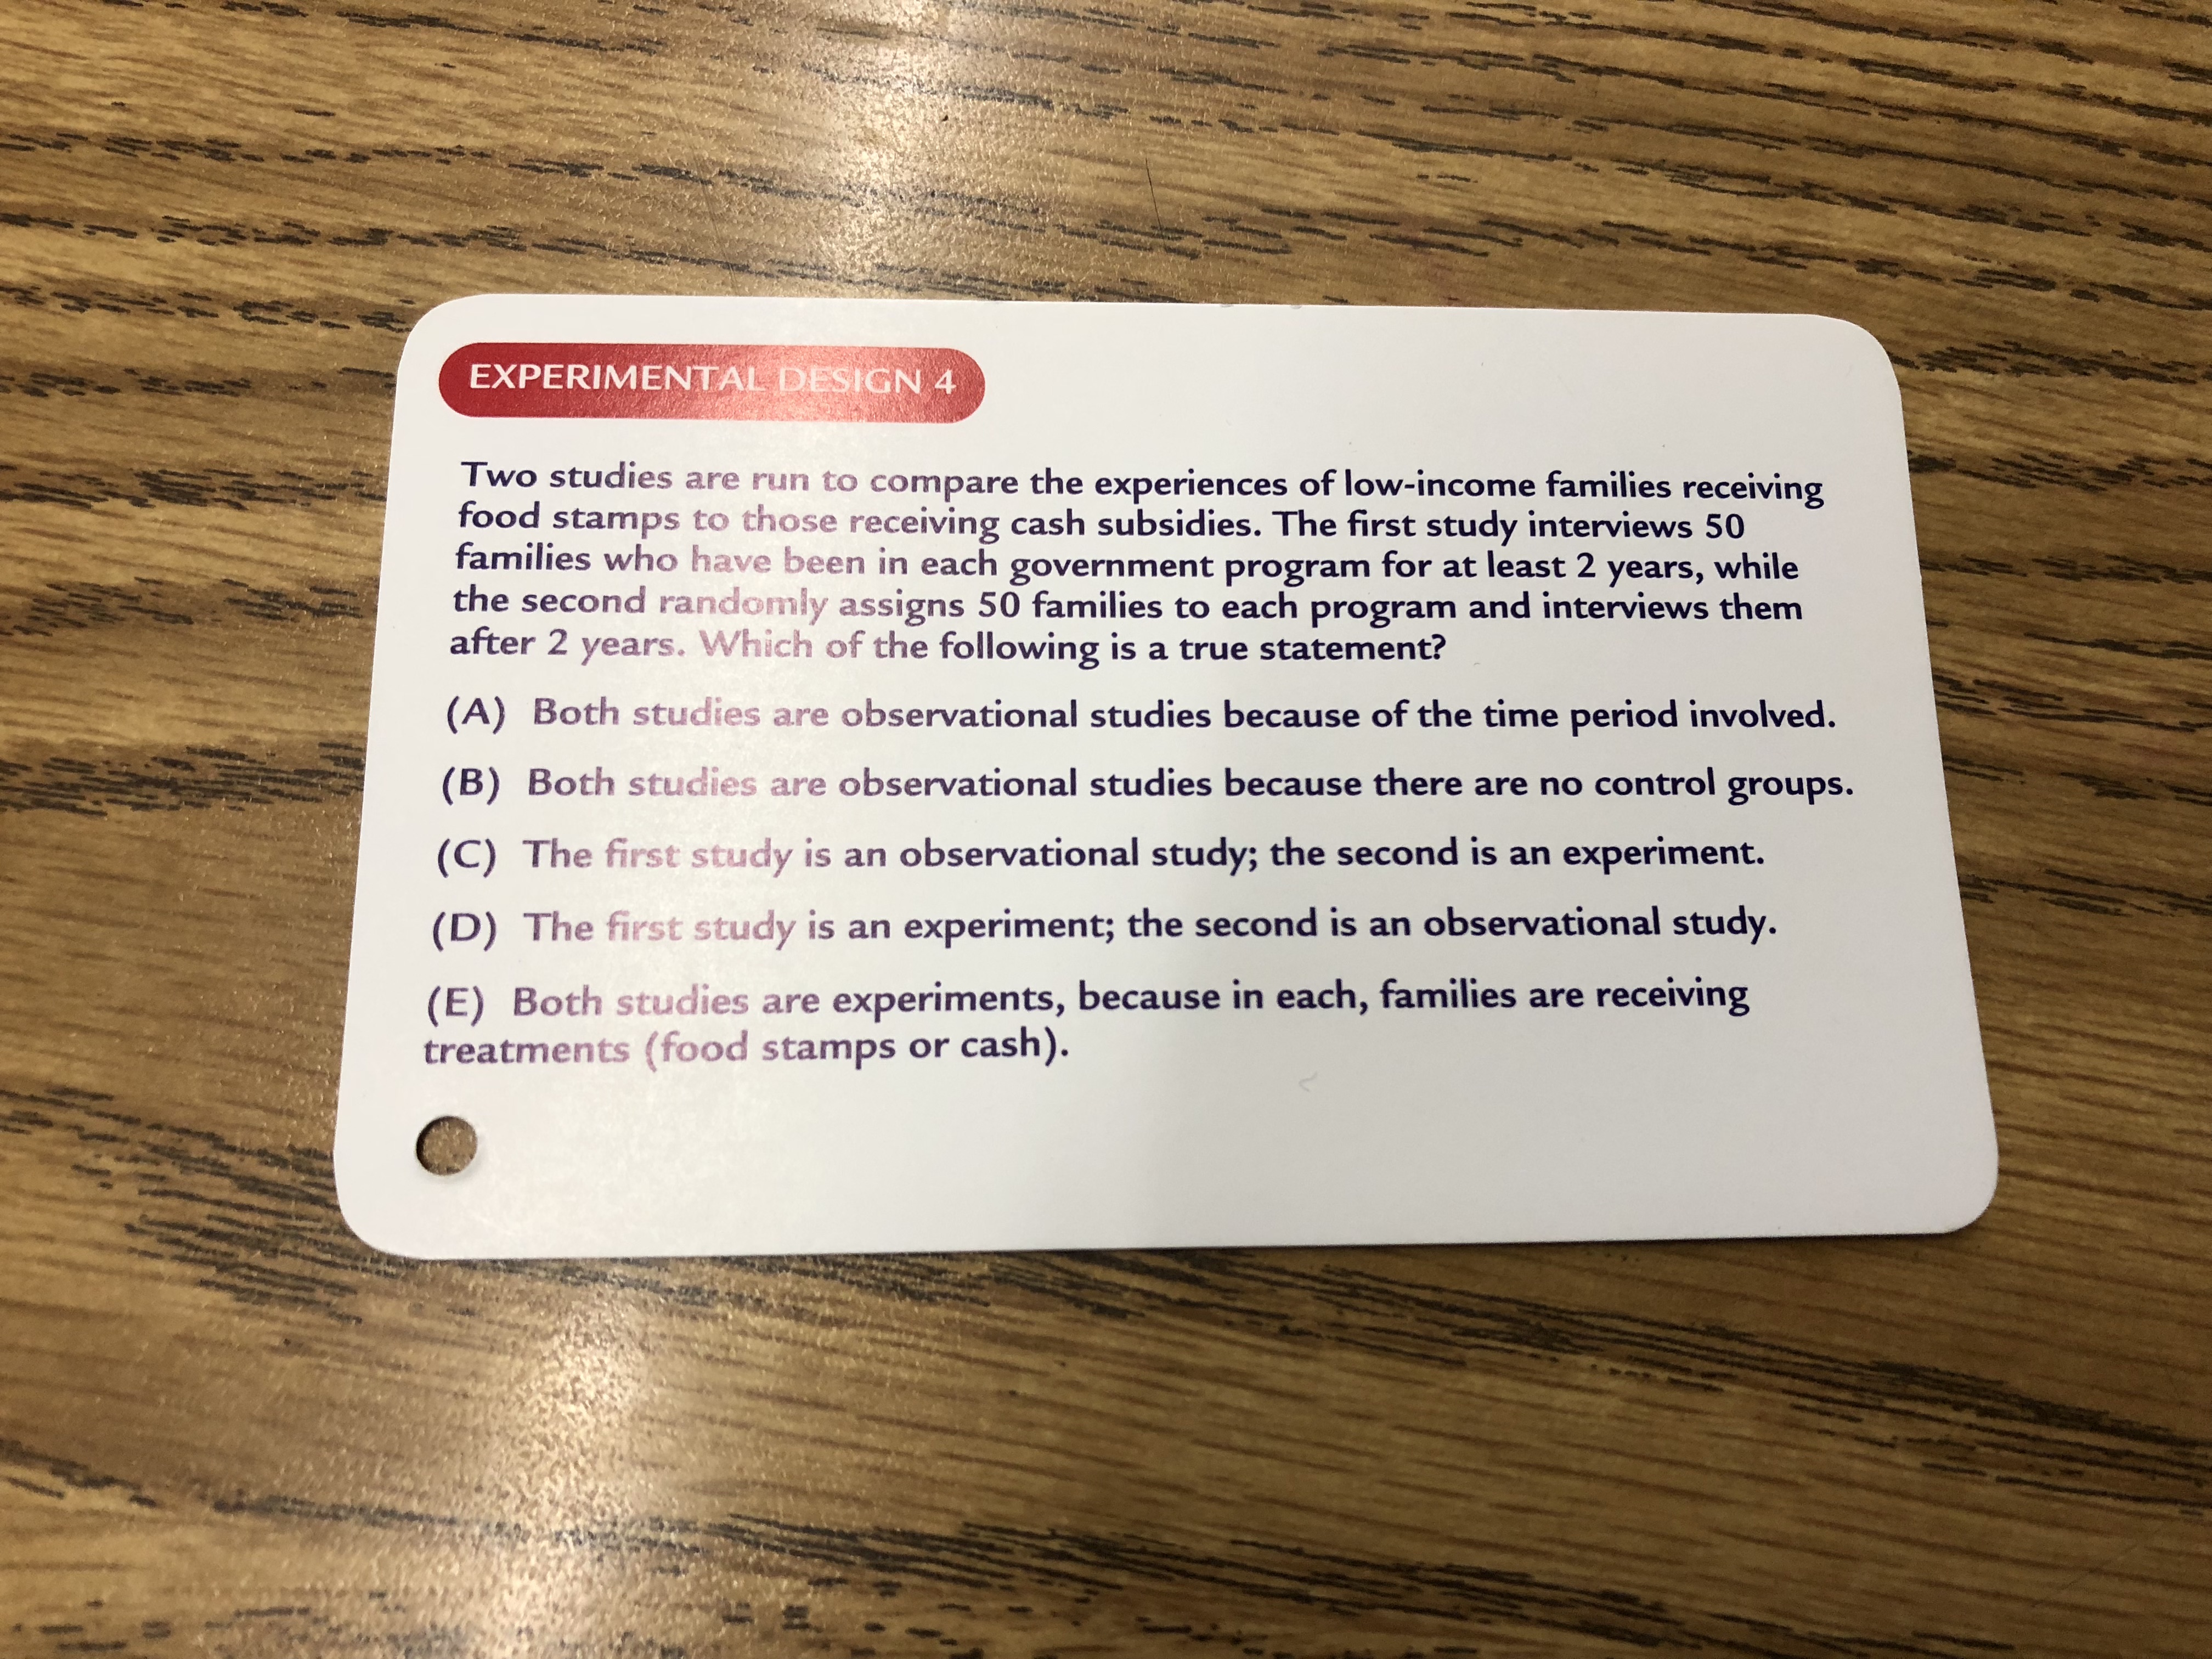 EXPERIMENTAL DESIGN 4
Two studies are run to compare the experiences of low-income families receiving
food stamps to those receiving cash subsidies. The first study interviews 50
families who have been in each government program for at least 2 years, while
the second randomly assigns 50 families to each program and interviews them
after 2 years. Which of the following is a true statement?
(A) Both studies are observational studies because of the time period involved.
(B) Both studies are observational studies because there are no control groups.
(C) The first study is an observational study; the second is an experiment.
(D) The first study is an experiment; the second is an observational study.
(E) Both studies are experiments, because in each, families are receiving
treatments (food stamps or cash).